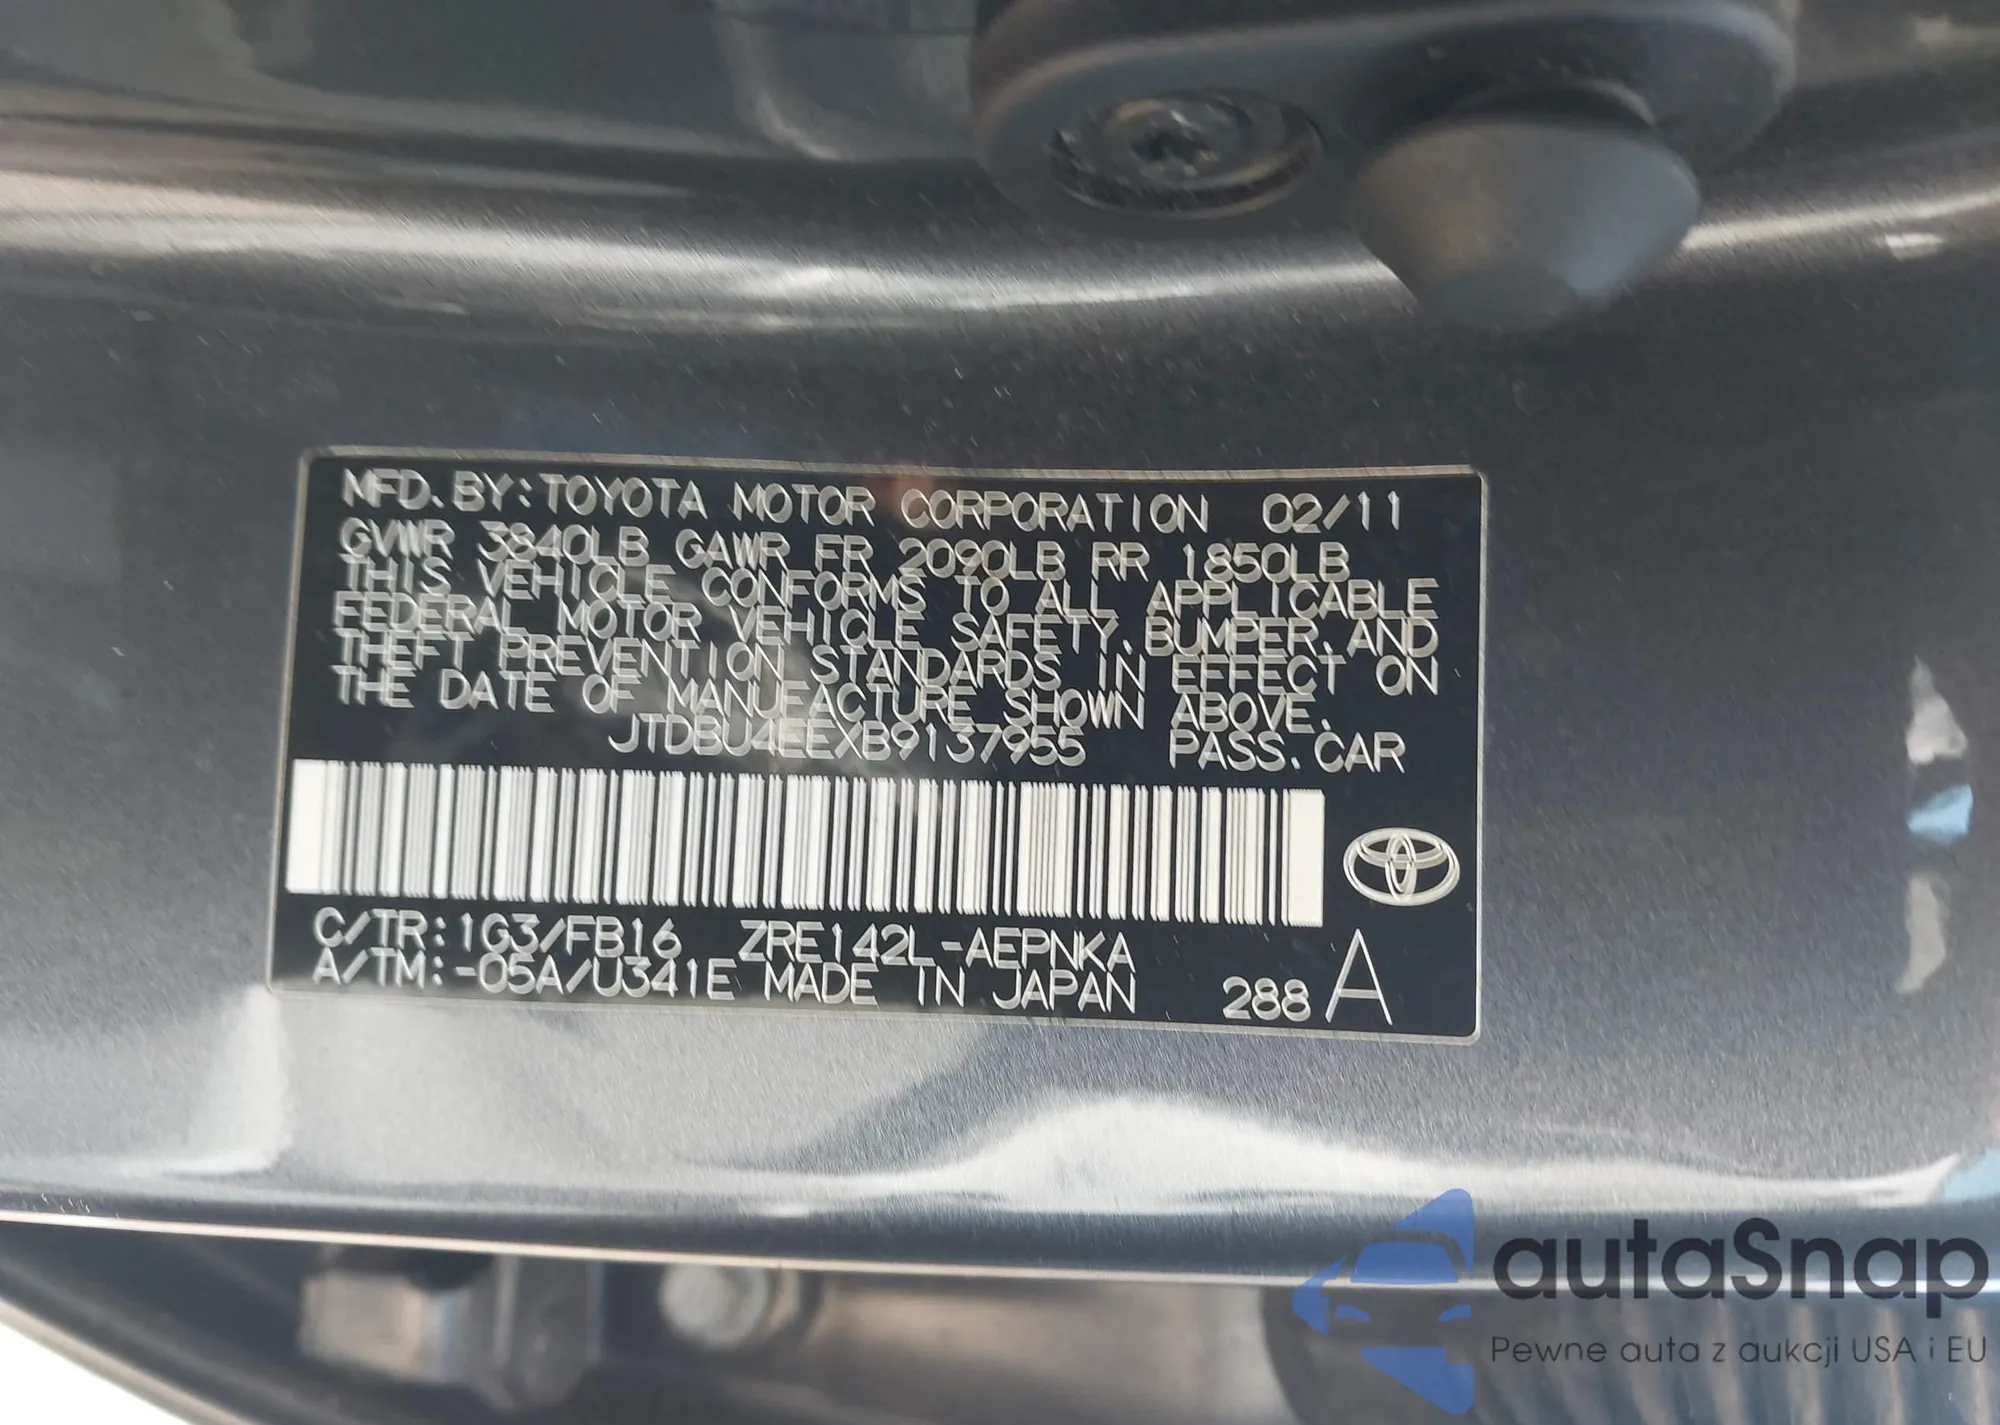 MFD. BY:TOYOTA MOTOR CORPORATION 02/11
GVWR 3840LB GAWR FR 2090LB RR 1850LB
THIS VEHICLE CONFORMS TO ALL APPLICABLE
FEDERAL MOTOR VEHICLE SAFETY, BUMPER, AND
THEFT PREVENTION STANDARDS IN EFFECT ON
THE DATE OF MANUFACTURE SHOWN ABOVE.
JTDBU4EEXB9137955 PASS. CAR
C/TR:1G3/FB16 ZRE142L-AEPNKA
A/TM:-05A/U341E MADE IN JAPAN 288 A
autaSnap
Pewne auta z aukcji USA i EU